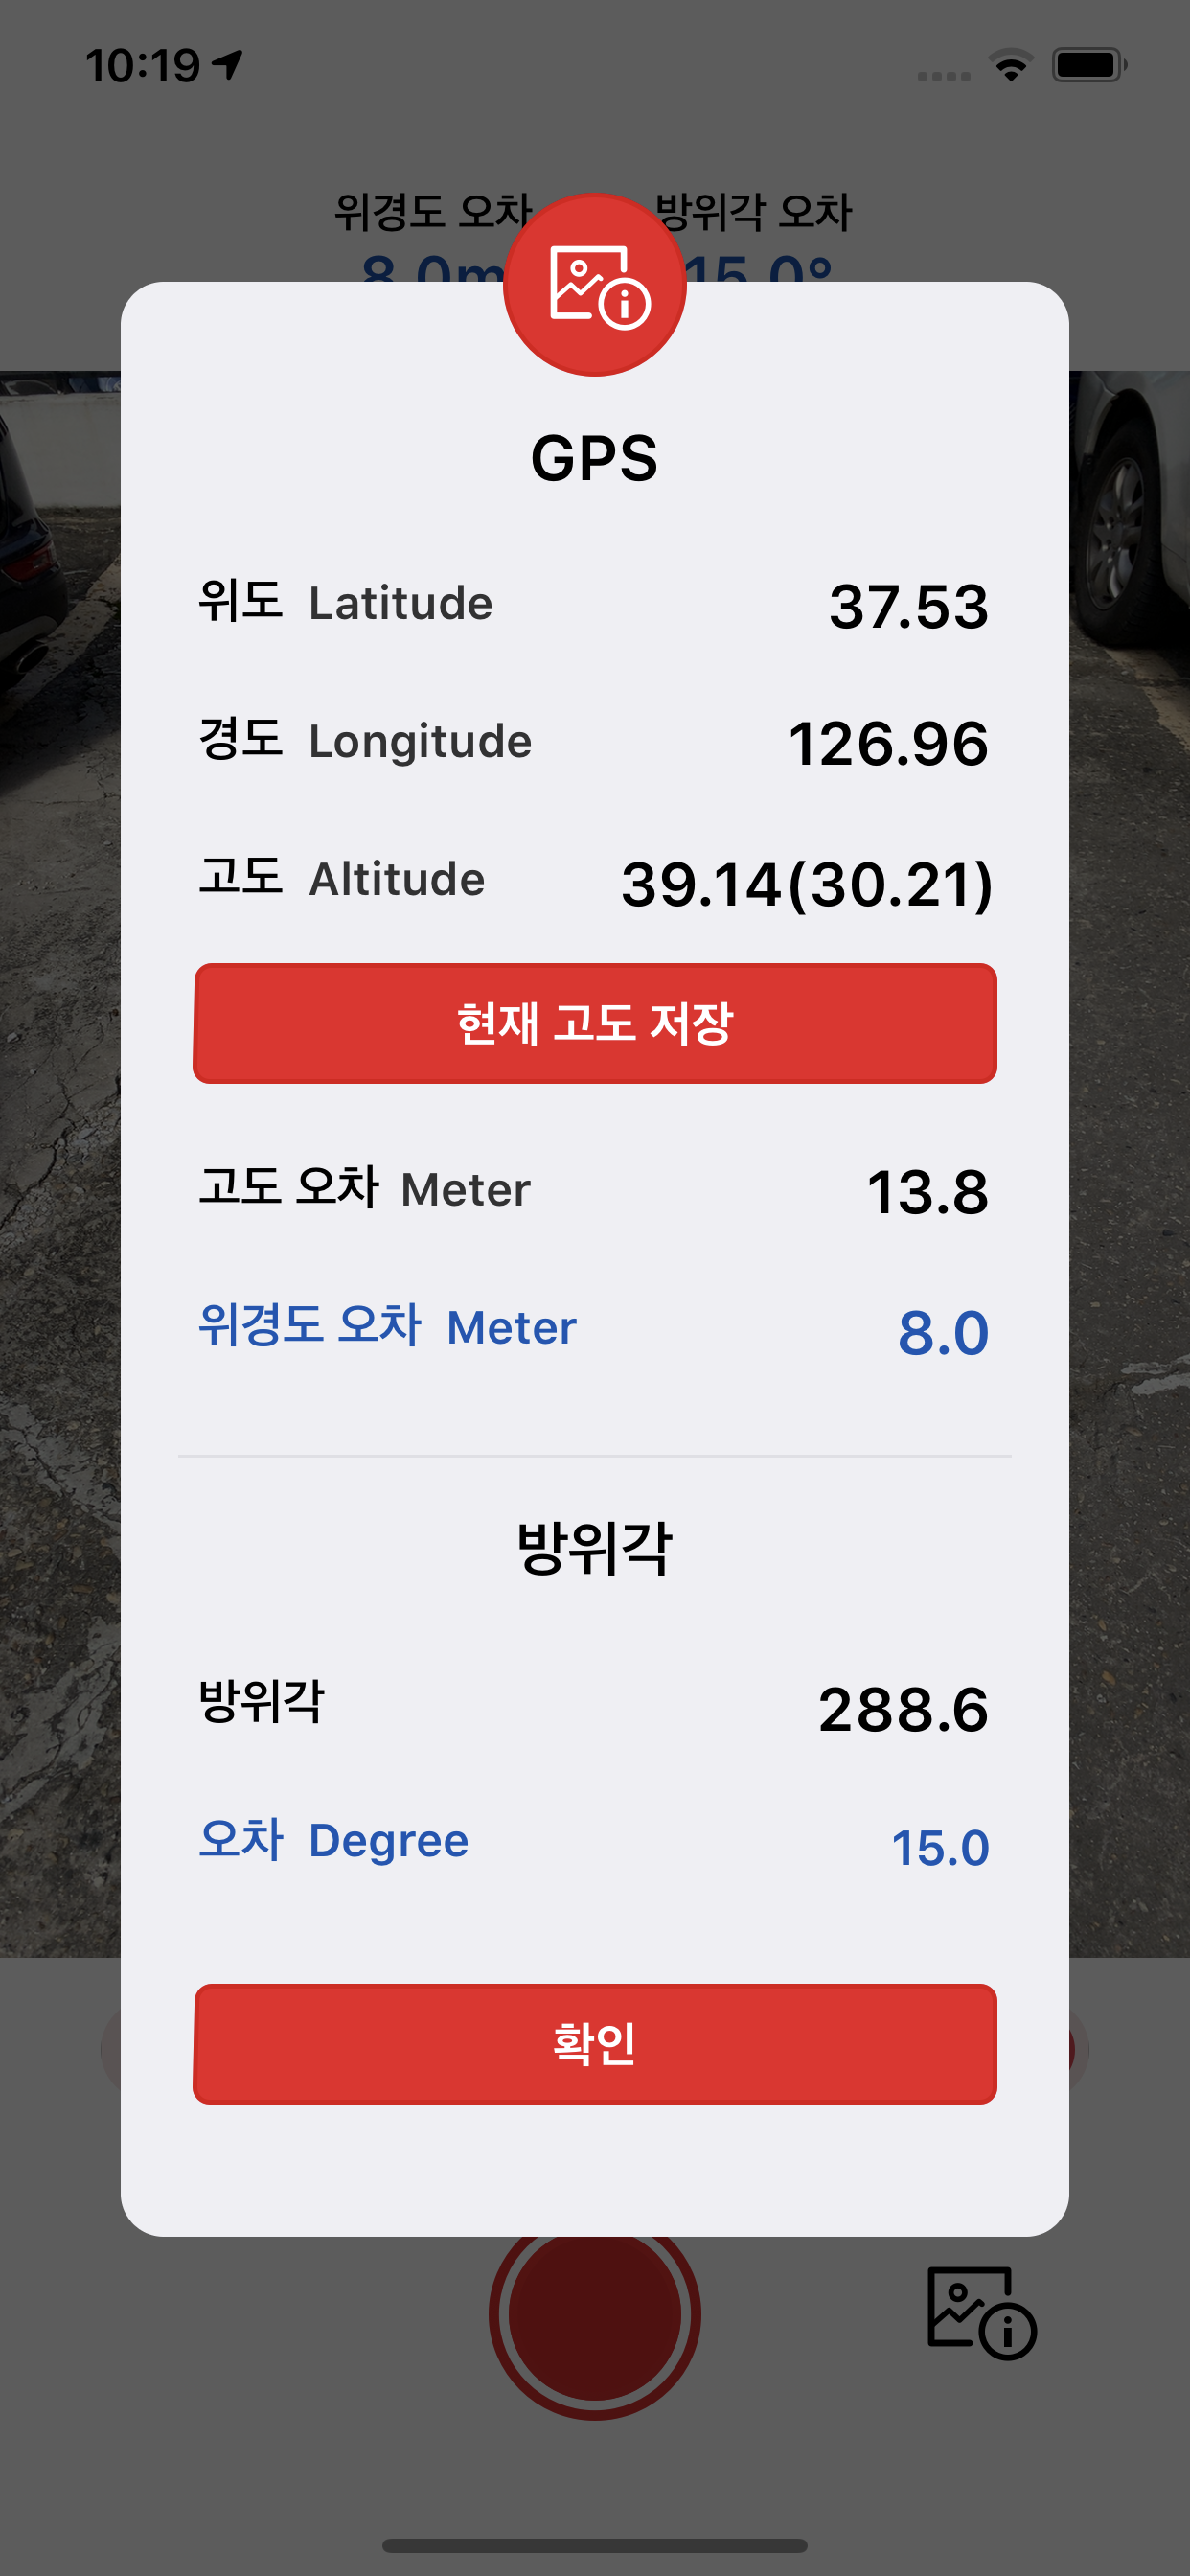 10:19
위경도 오차 방위각 오차
8.0m 15.0°
GPS
위도 Latitude 37.53
경도 Longitude 126.96
고도 Altitude 39.14(30.21)
현재 고도 저장
고도 오차 Meter 13.8
위경도 오차 Meter 8.0
방위각
방위각 288.6
오차 Degree 15.0
확인